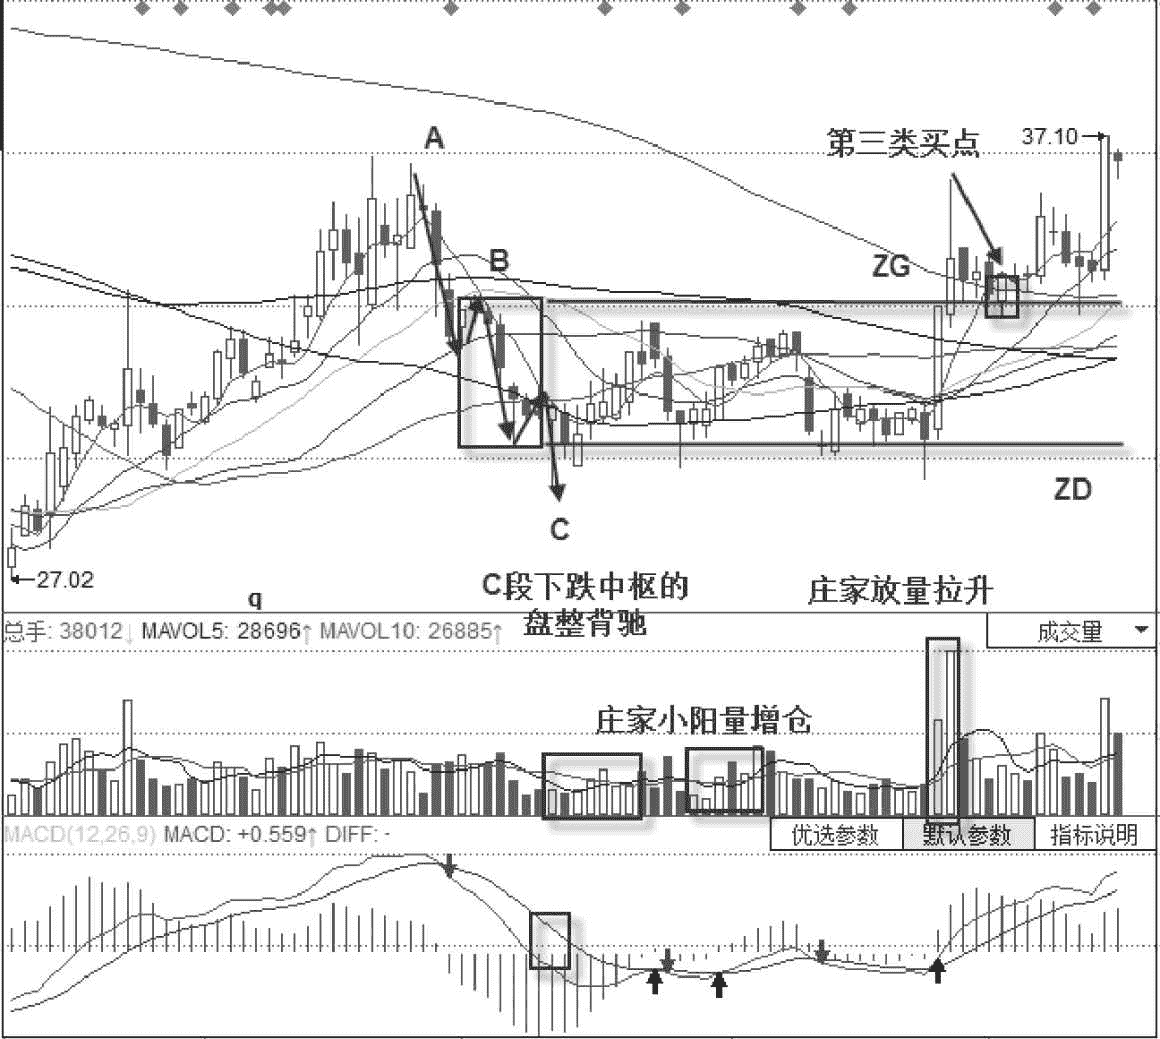 A
第三类买点
37.10
B
ZG
ZD
C
27.02
q
C段下跌中枢的
盘整背驰
庄家放量拉升
总手: 38012↓ MAVOL5: 28696↑ MAVOL10: 26885↑
成交量
庄家小阳量增仓
MACD(12,26,9) MACD: +0.559↑ DIFF: -
优选参数
默认参数
指标说明